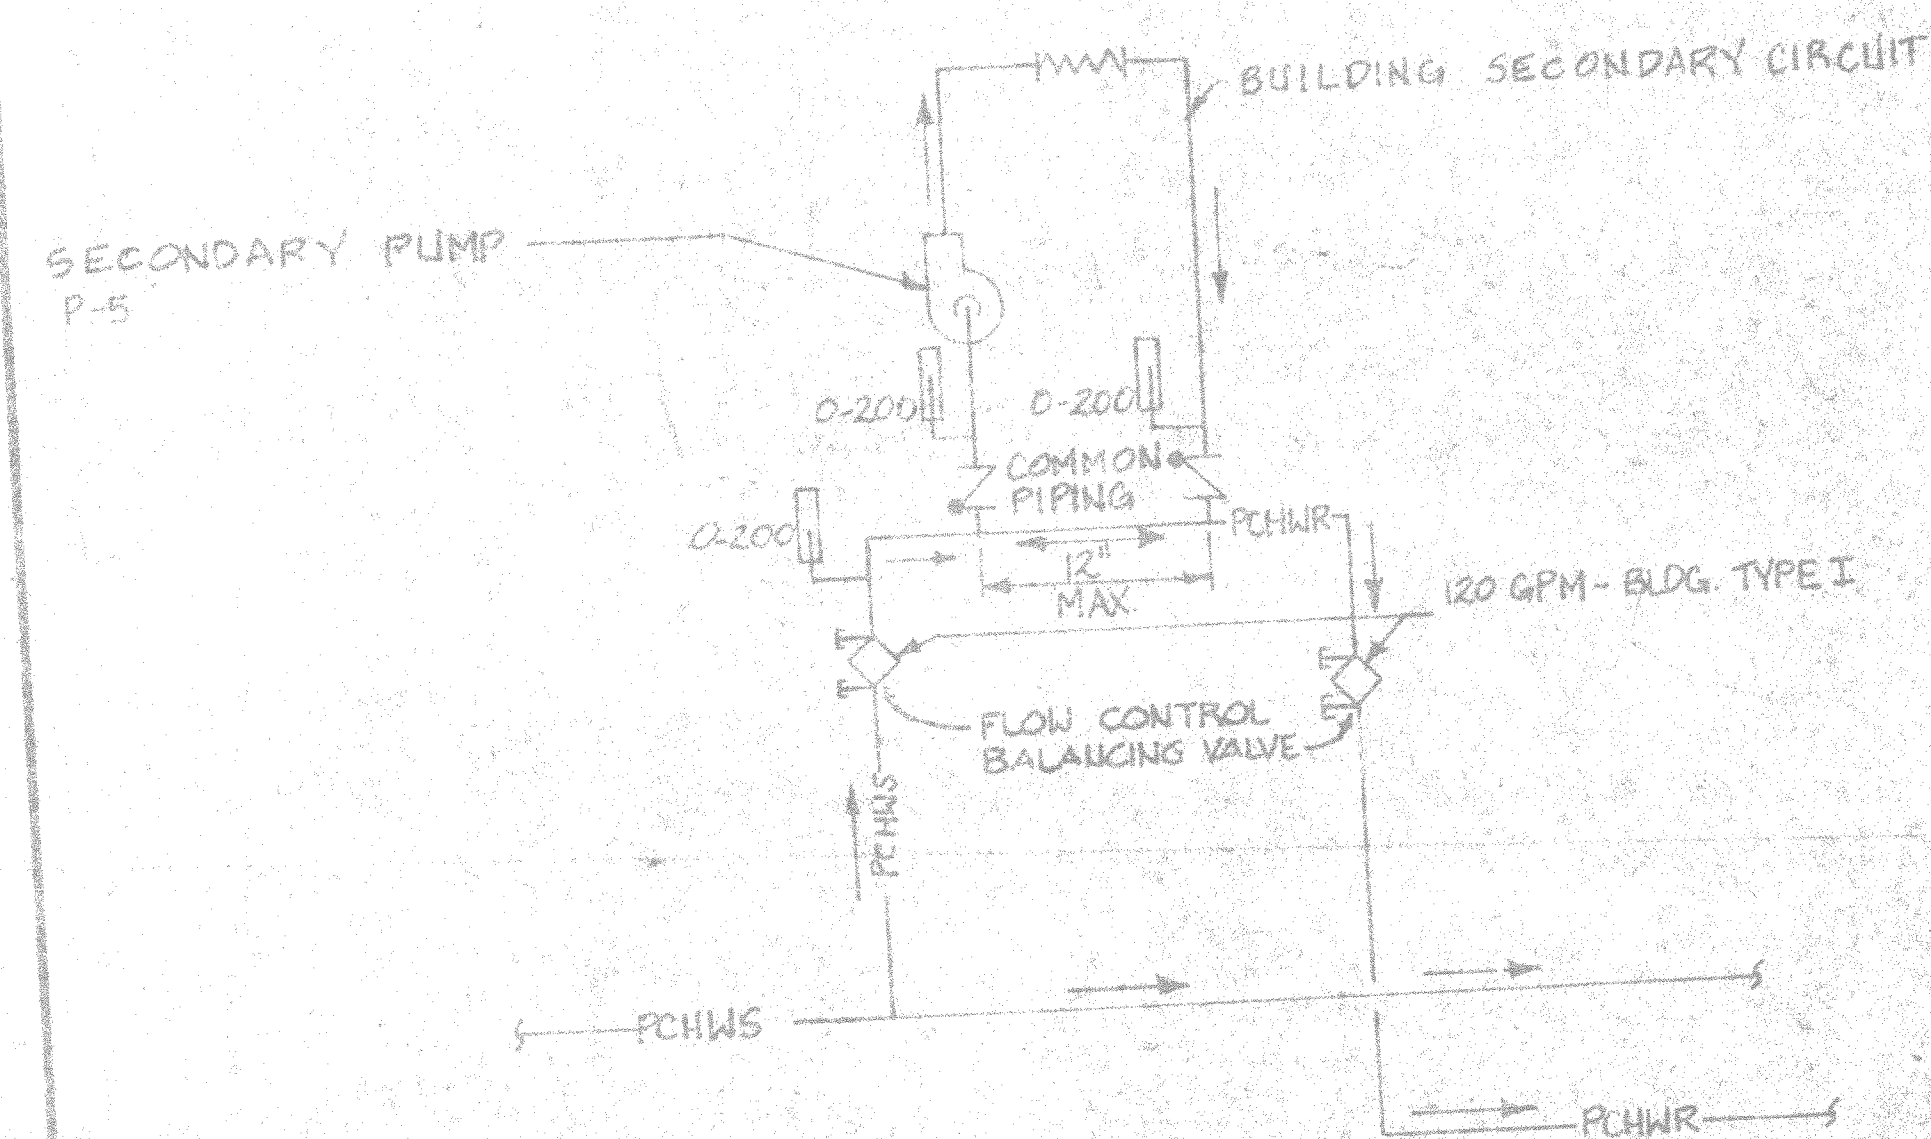 BUILDING SECONDARY CIRCUIT
SECONDARY PUMP
P-5
0-200
0-200
COMMON
PIPING
0-200
PCHWR
12"
MAX.
120 GPM - BLDG. TYPE I
FLOW CONTROL
BALANCING VALVE
PCHWS
PCHWS
PCHWR